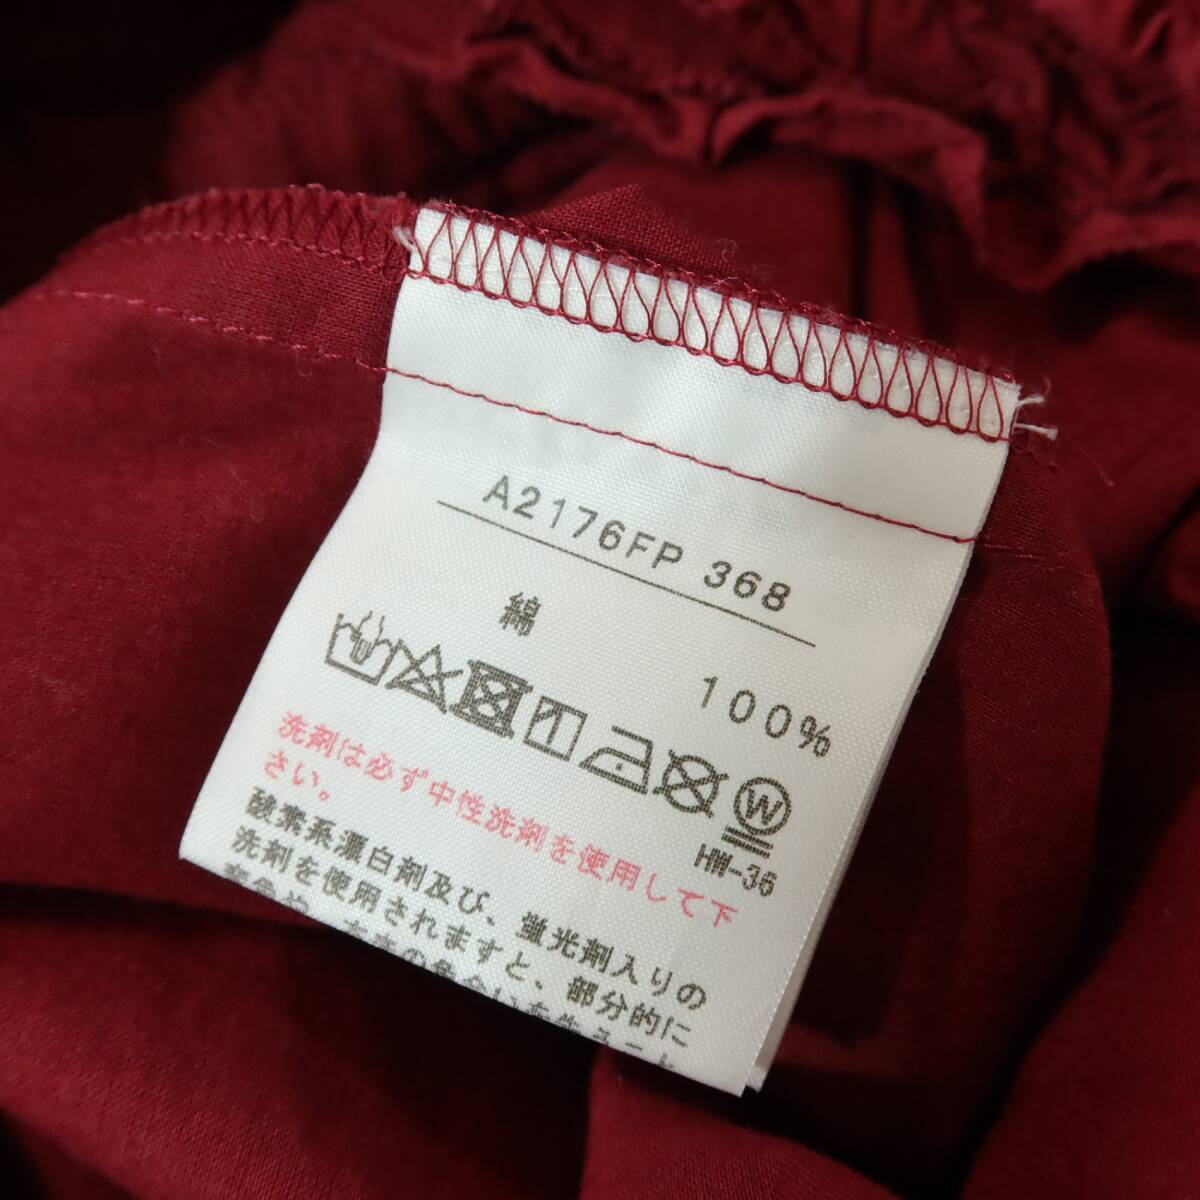 A2176FP 368
綿 100%
W
HW-36
洗剤は必ず中性洗剤を使用して下
さい。
酸素系漂白剤及び、蛍光剤入りの
洗剤を使用されますと、部分的に